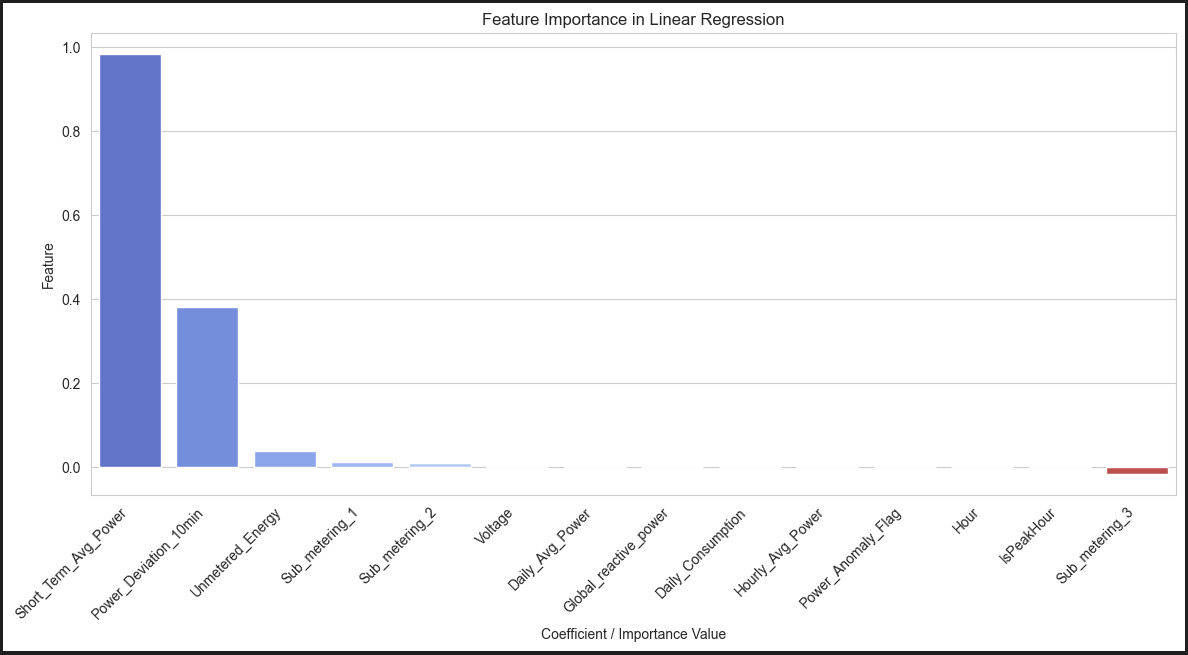 Feature Importance in Linear Regression
1.0
0.8
0.6
0.4
0.2
0.0
Feature
Short_Term_Avg_Power
Power_Deviation_10min
Unmetered_Energy
Sub_metering_1
Sub_metering_2
Voltage
Daily_Avg_Power
Global_reactive_power
Daily_Consumption
Hourly_Avg_Power
Power_Anomaly_Flag
Hour
IsPeakHour
Sub_metering_3
Coefficient / Importance Value